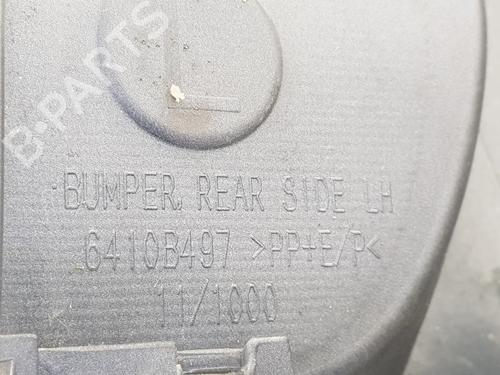 B-PARTS
L
BUMPER, REAR SIDE LH
6410B497 >PP+E/P<
11/1000